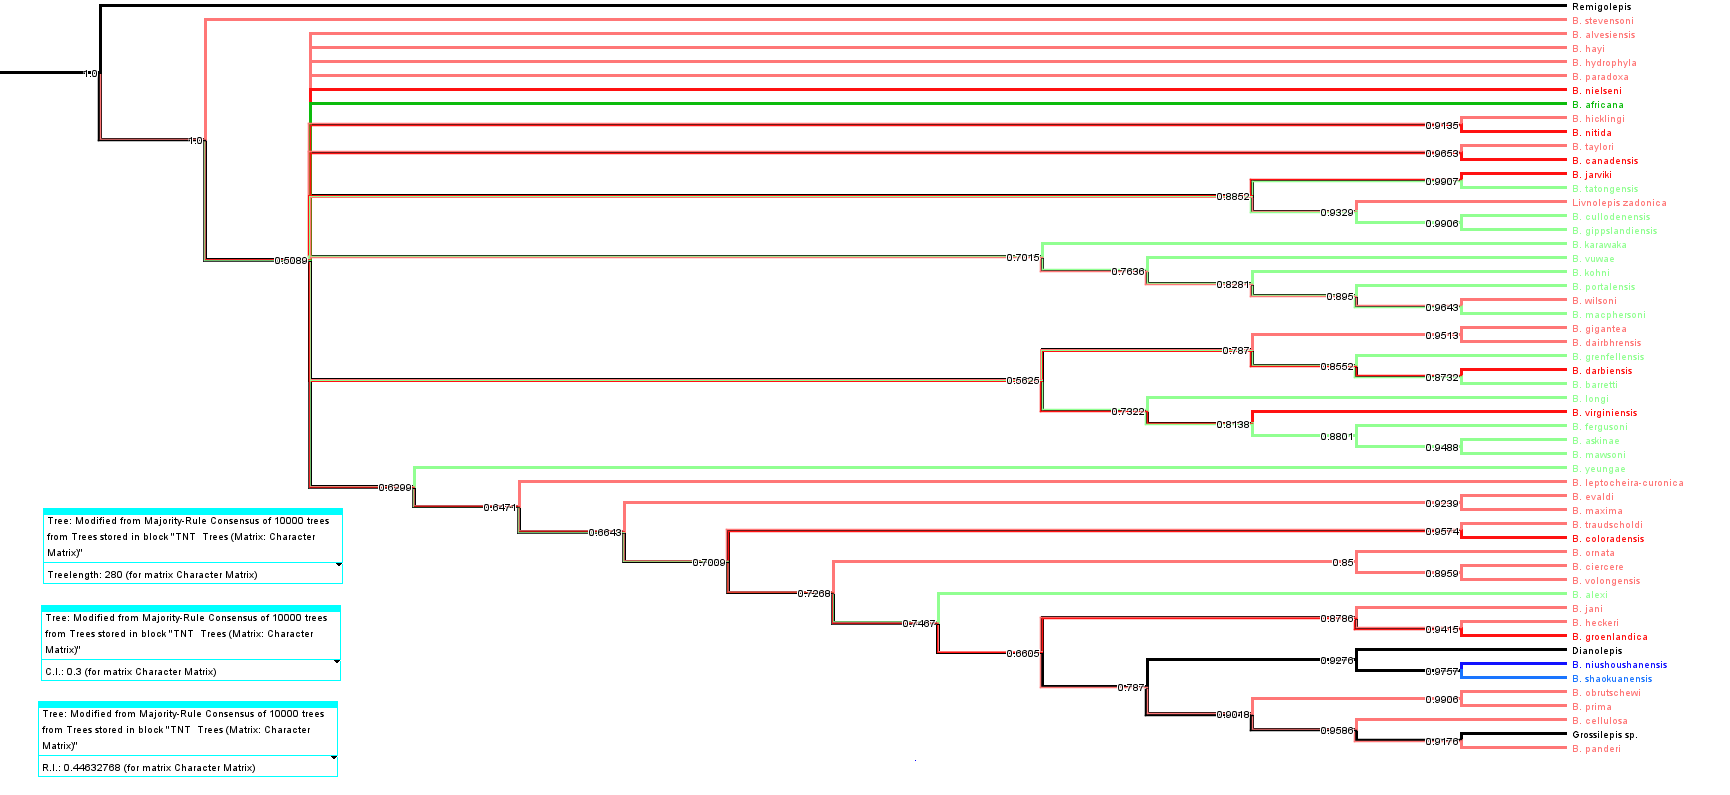 Remigolepis
B. stevensoni
B. alvesiensis
B. hayi
B. hydrophyla
B. paradoxa
B. nielseni
B. africana
B. hicklingi
B. nitida
B. taylori
B. canadensis
B. jarviki
B. tatongensis
Livnolepis zadonica
B. cullodenensis
B. gippslandiensis
B. karawaka
B. vuwae
B. kohni
B. portalensis
B. wilsoni
B. macphersoni
B. gigantea
B. dairbhrensis
B. grenfellensis
B. darbiensis
B. barretti
B. longi
B. virginiensis
B. fergusoni
B. askinae
B. mawsoni
B. yeungae
B. leptocheira-curonica
B. evaldi
B. maxima
B. traudscholdi
B. coloradensis
B. ornata
B. ciercere
B. volongensis
B. alexi
B. jani
B. heckeri
B. groenlandica
Dianolepis
B. niushoushanensis
B. shaokuanensis
B. obrutschewi
B. prima
B. cellulosa
Grossilepis sp.
B. panderi
1.0
1.0
0.5089
0.9135
0.9653
0.8852
0.9907
0.9329
0.9906
0.7015
0.7636
0.8281
0.895
0.9643
0.5625
0.787
0.9513
0.8552
0.8732
0.7322
0.8138
0.8801
0.9488
0.6299
0.6471
0.6643
0.9239
0.7009
0.9574
0.7268
0.85
0.8959
0.7467
0.6605
0.8786
0.9415
0.787
0.9276
0.9757
0.9018
0.9906
0.9586
0.9176
Tree: Modified from Majority-Rule Consensus of 10000 trees
from Trees stored in block "TNT Trees (Matrix: Character
Matrix)"
Treelength: 280 (for matrix Character Matrix)
Tree: Modified from Majority-Rule Consensus of 10000 trees
from Trees stored in block "TNT Trees (Matrix: Character
Matrix)"
C.I.: 0.3 (for matrix Character Matrix)
Tree: Modified from Majority-Rule Consensus of 10000 trees
from Trees stored in block "TNT Trees (Matrix: Character
Matrix)"
R.I.: 0.44632768 (for matrix Character Matrix)